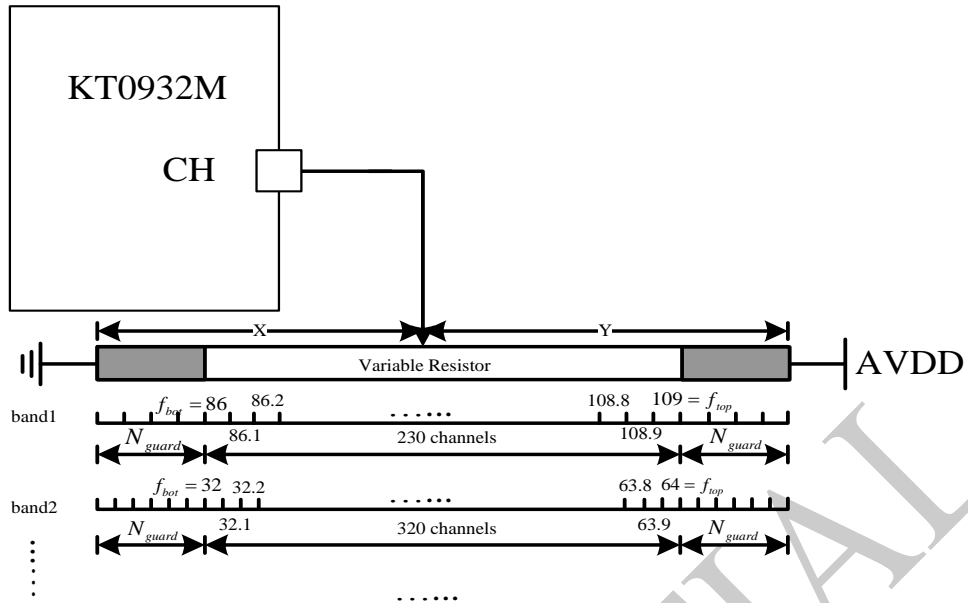 KT0932M
CH
X Y
Variable Resistor
AVDD
band1
f_bot = 86 86.2 ....... 108.8 109 = f_top
N_guard 86.1 230 channels 108.9 N_guard
band2
f_bot = 32 32.2 ....... 63.8 64 = f_top
N_guard 32.1 320 channels 63.9 N_guard